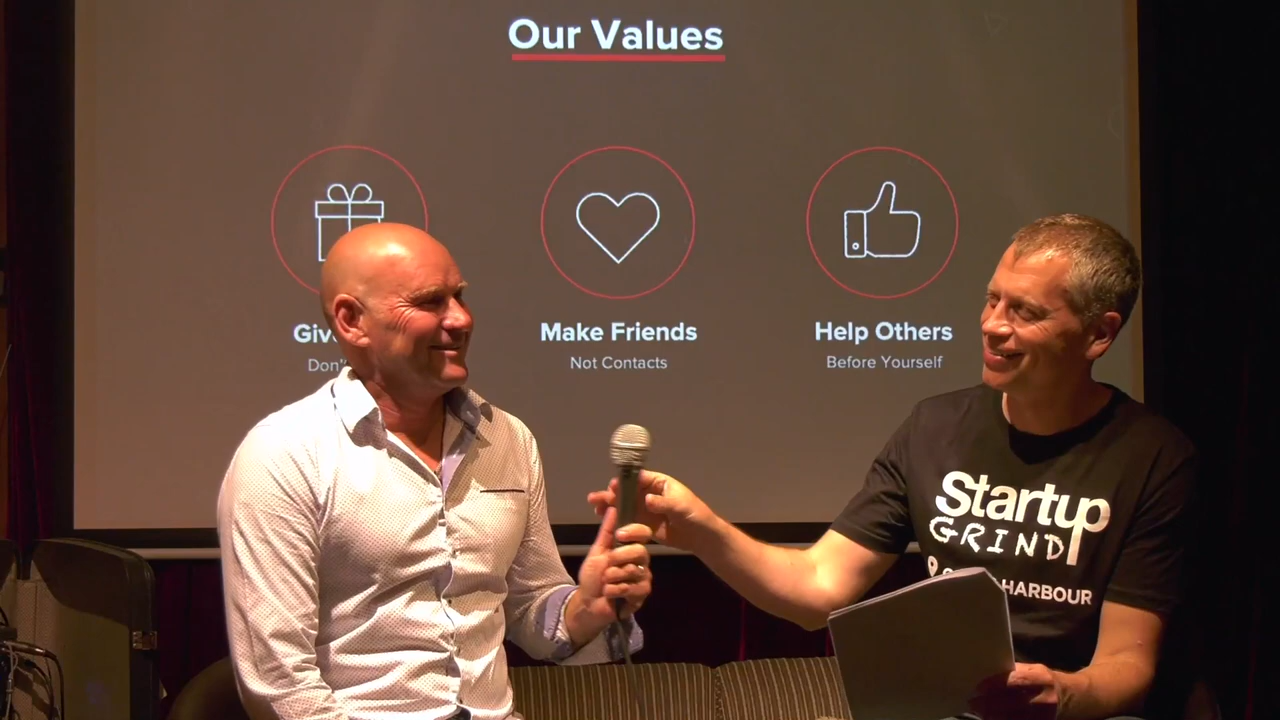 Our Values
Make Friends
Help Others
Not Contacts
Before Yourself
Startup
GRIND
HARBOUR